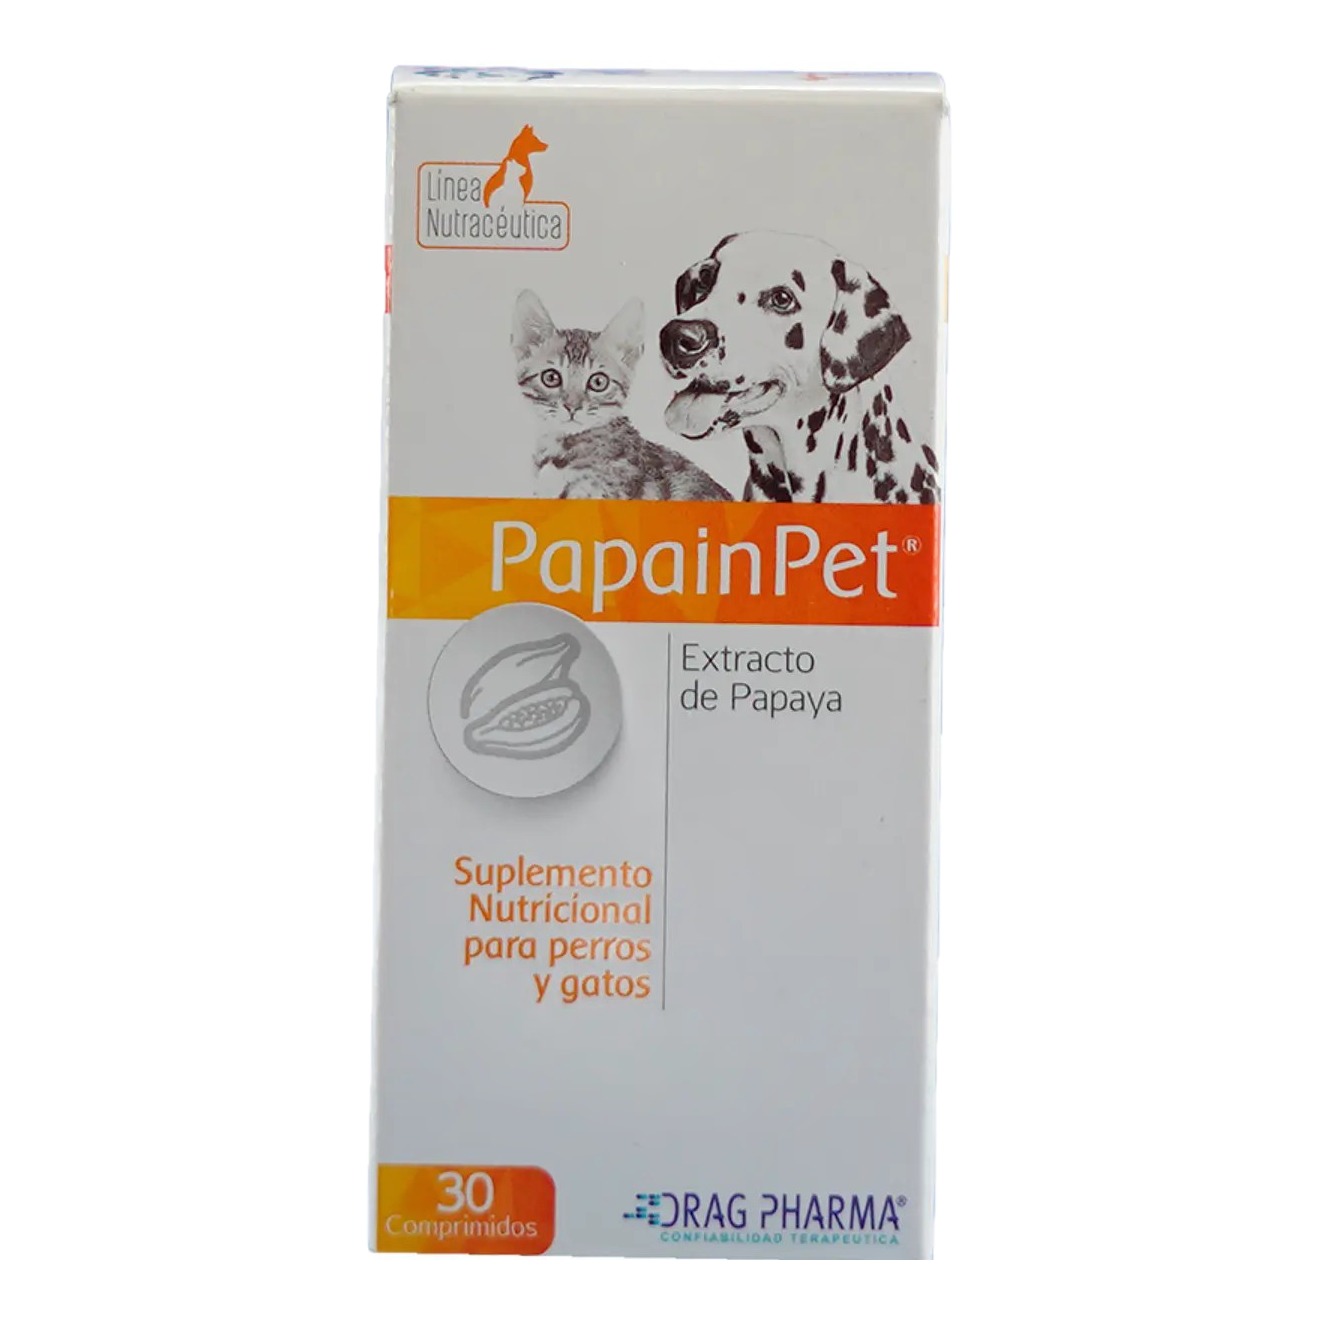 Línea
Nutracéutica
PapainPet®
Extracto
de Papaya
Suplemento
Nutricional
para perros
y gatos
30
Comprimidos
DRAG PHARMA®
CONFIABILIDAD TERAPEUTICA